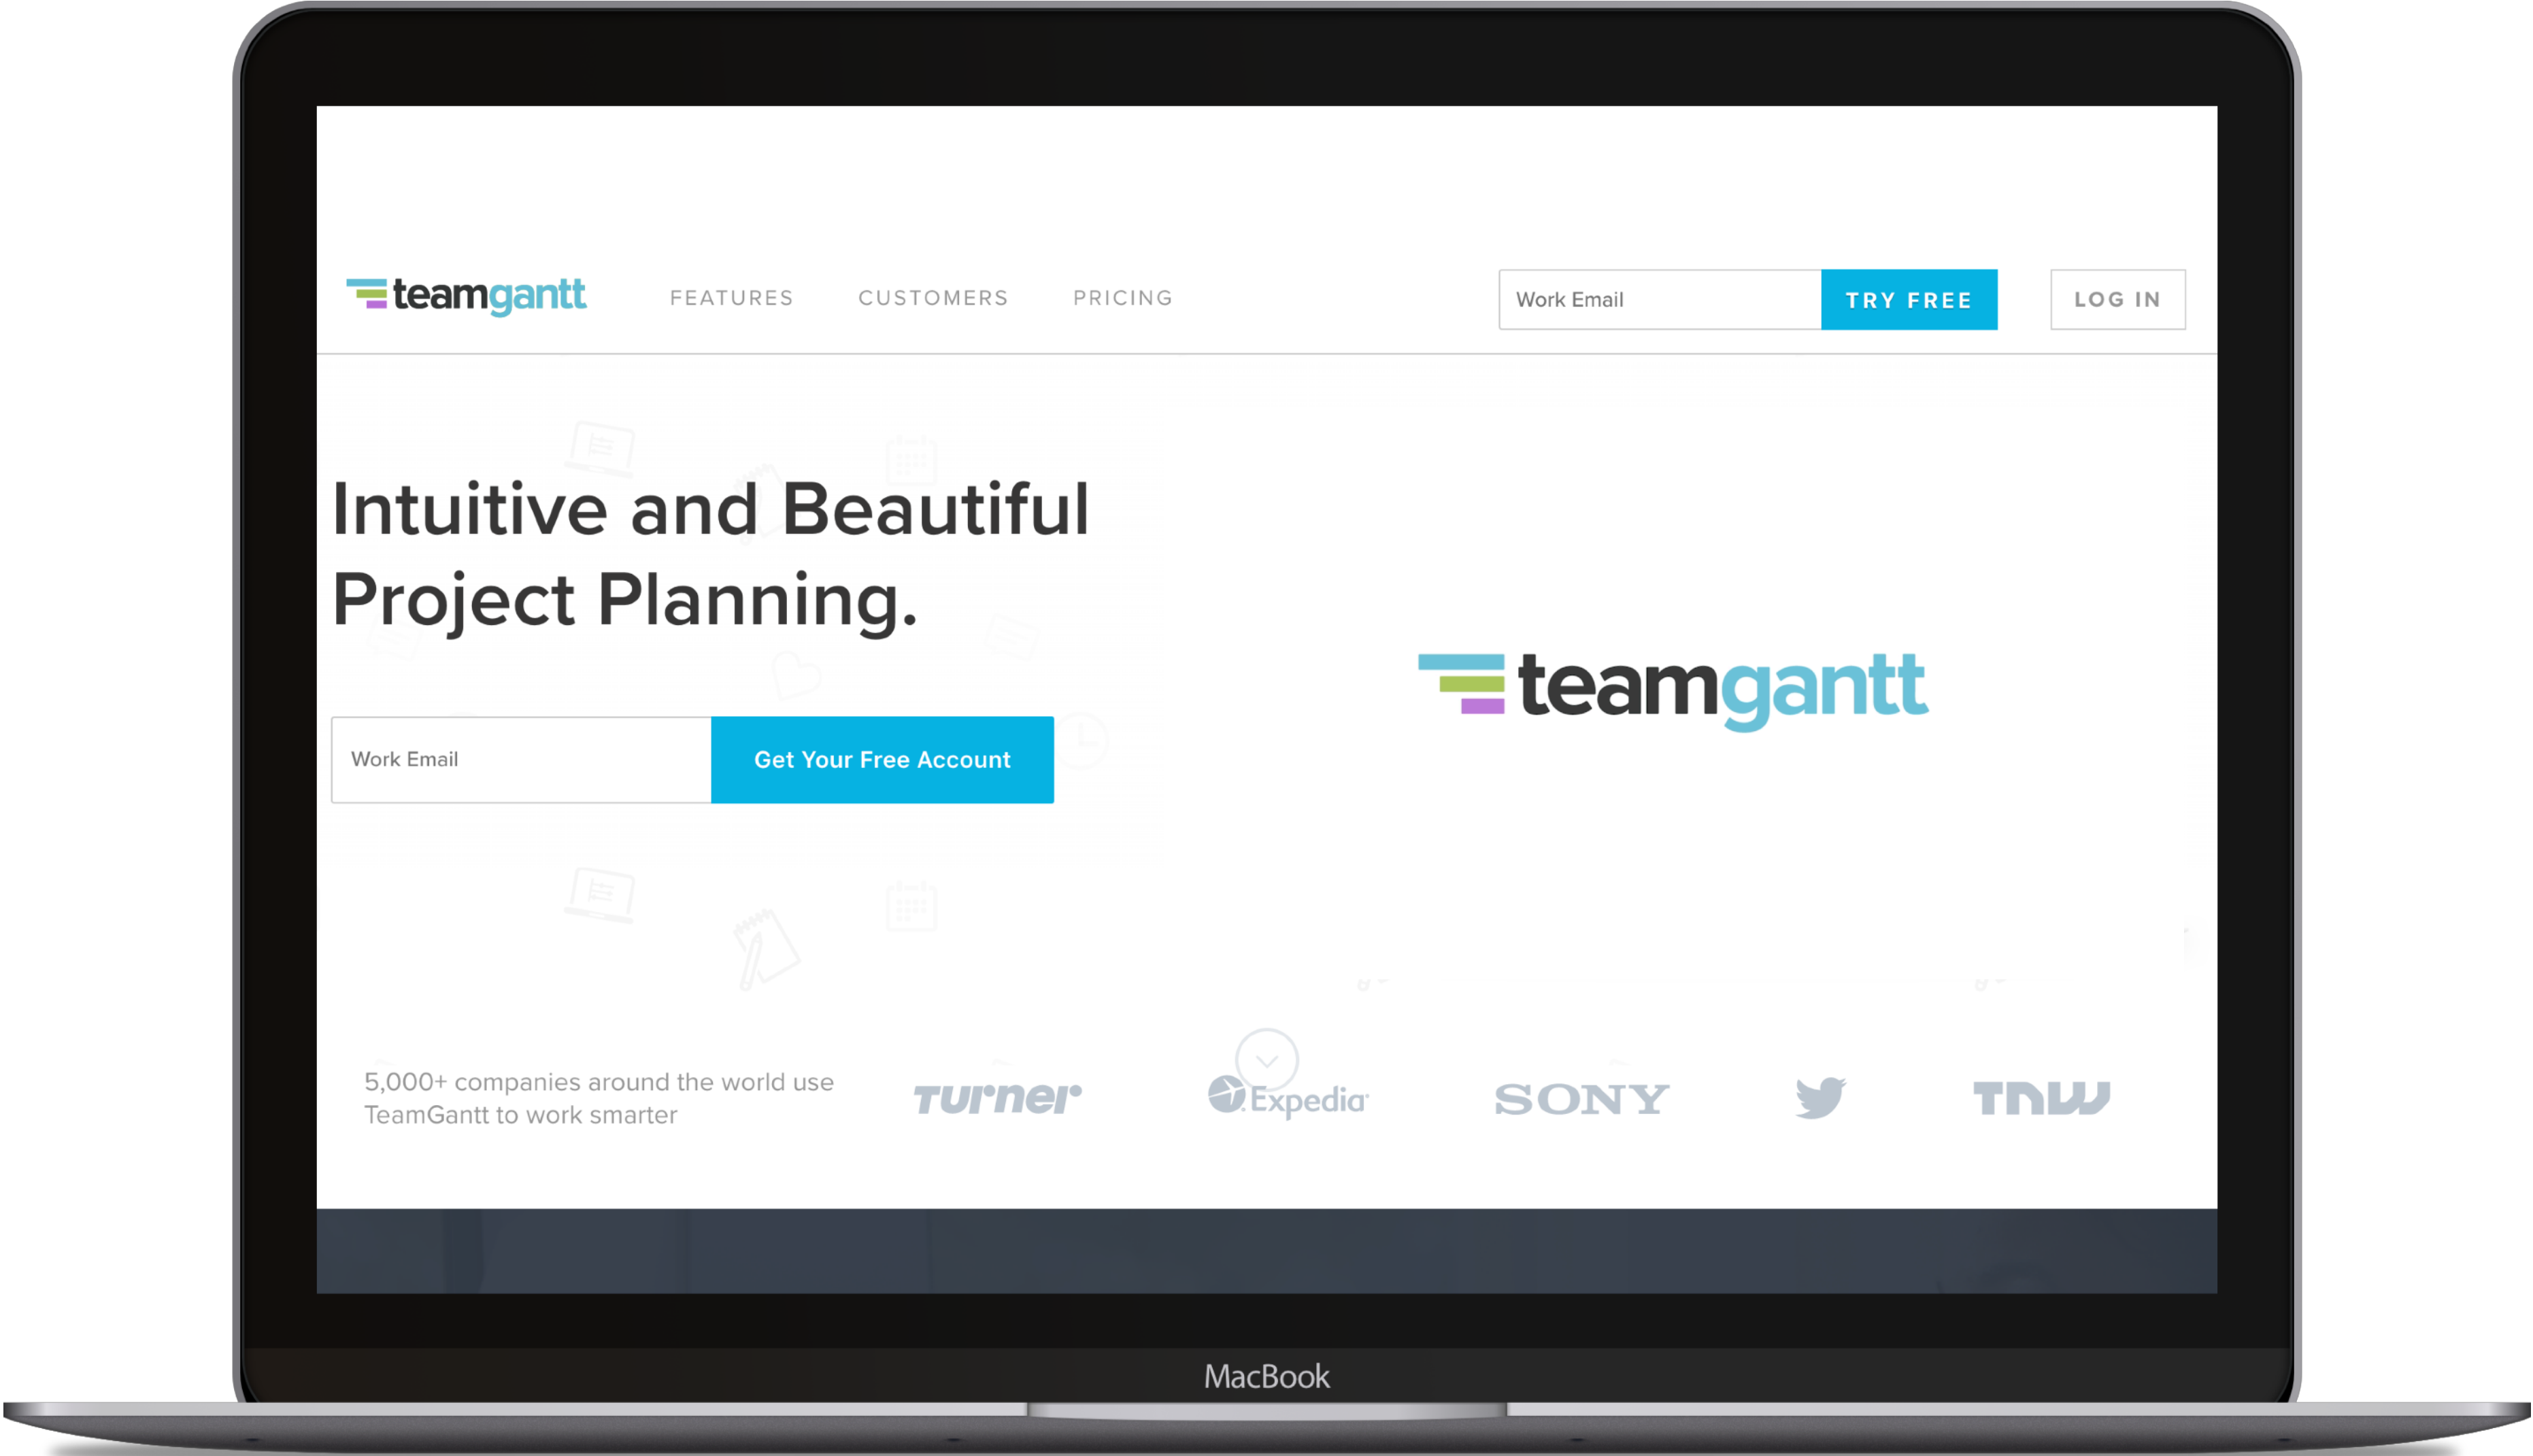 teamgantt
FEATURES CUSTOMERS PRICING
Work Email TRY FREE LOG IN
Intuitive and Beautiful
Project Planning.
teamgantt
Work Email Get Your Free Account
5,000+ companies around the world use
TeamGantt to work smarter
Turner
Expedia
SONY
TNW
MacBook